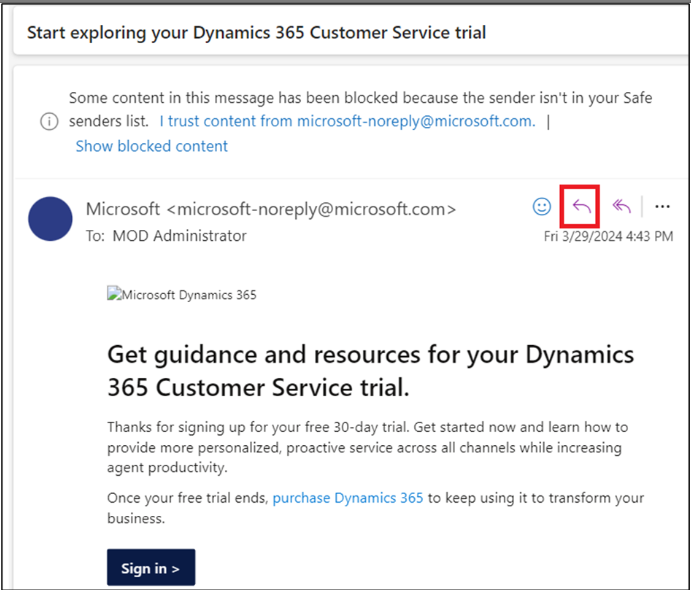 Start exploring your Dynamics 365 Customer Service trial
Some content in this message has been blocked because the sender isn't in your Safe
senders list. I trust content from microsoft-noreply@microsoft.com. |
Show blocked content
Microsoft <microsoft-noreply@microsoft.com>
To: MOD Administrator
Fri 3/29/2024 4:43 PM
Microsoft Dynamics 365
Get guidance and resources for your Dynamics
365 Customer Service trial.
Thanks for signing up for your free 30-day trial. Get started now and learn how to
provide more personalized, proactive service across all channels while increasing
agent productivity.
Once your free trial ends, purchase Dynamics 365 to keep using it to transform your
business.
Sign in >